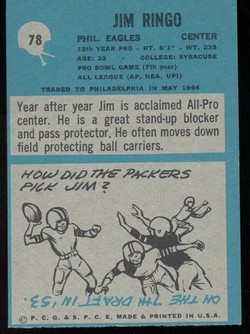 78
JIM RINGO
PHIL. EAGLES CENTER
12th YEAR PRO - HT. 6'1" - WT. 235
AGE: 33 - COLLEGE: SYRACUSE
PRO BOWL GAME (7th year)
ALL LEAGUE (AP, NEA, UPI)
TRADED TO PHILADELPHIA IN MAY 1964
Year after year Jim is acclaimed All-Pro
center. He is a great stand-up blocker
and pass protector. He often moves down
field protecting ball carriers.
HOW DID THE PACKERS
PICK JIM?
ON THE 7th DRAFT IN '53.
© P. C. G. & S. P. C. E. MADE & PRINTED IN U.S.A.